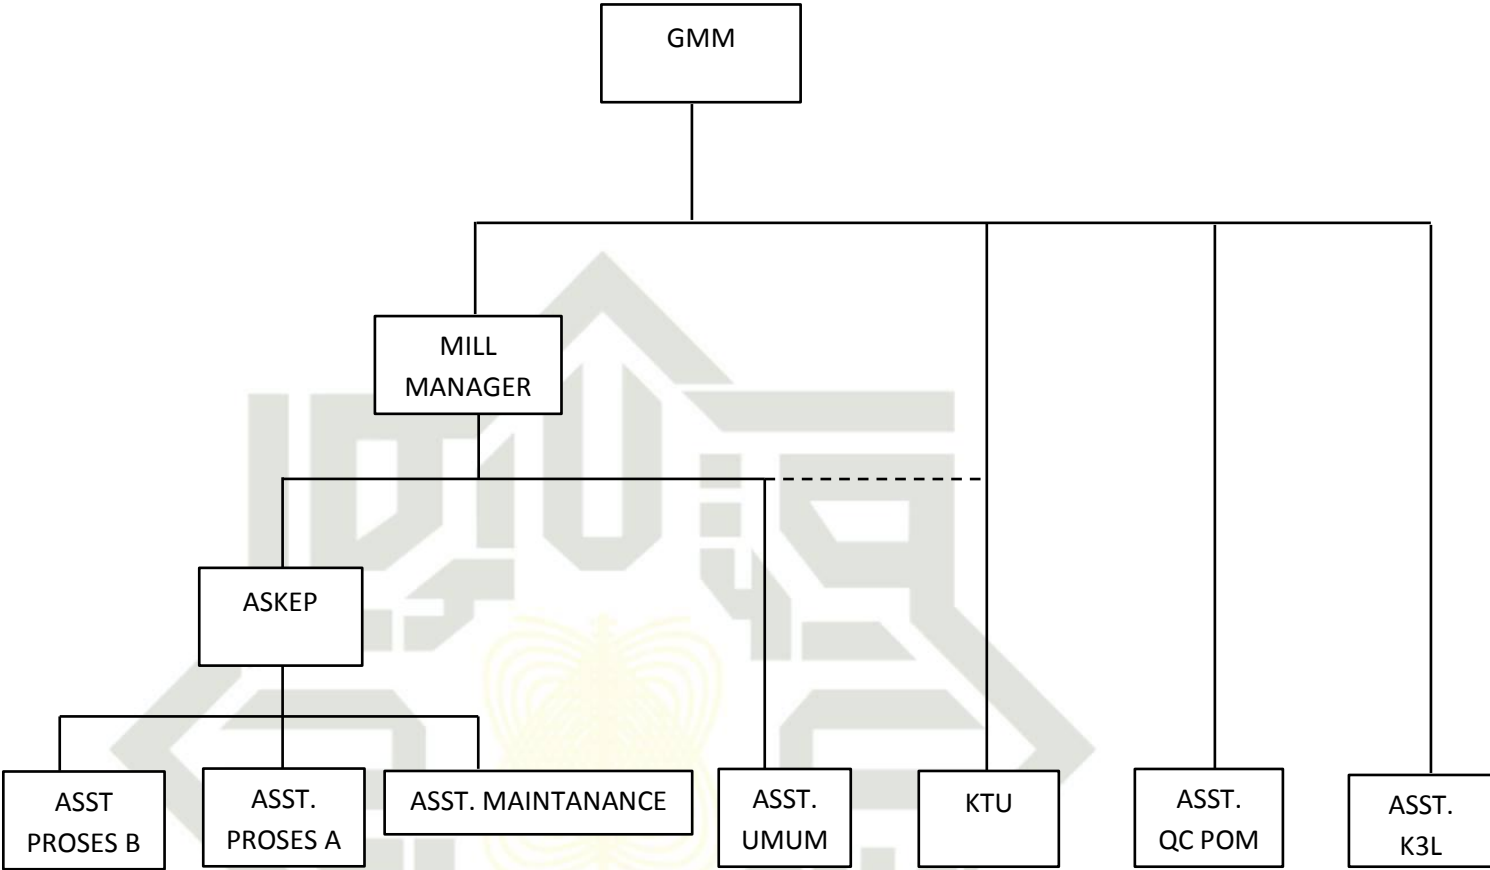 GMM
MILL
MANAGER
ASKEP
ASST
PROSES B
ASST.
PROSES A
ASST. MAINTANANCE
ASST.
UMUM
KTU
ASST.
QC POM
ASST.
K3L